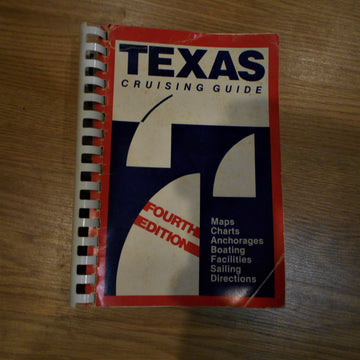 TEXAS
CRUISING GUIDE
FOURTH
EDITION
Maps
Charts
Anchorages
Boating
Facilities
Sailing
Directions